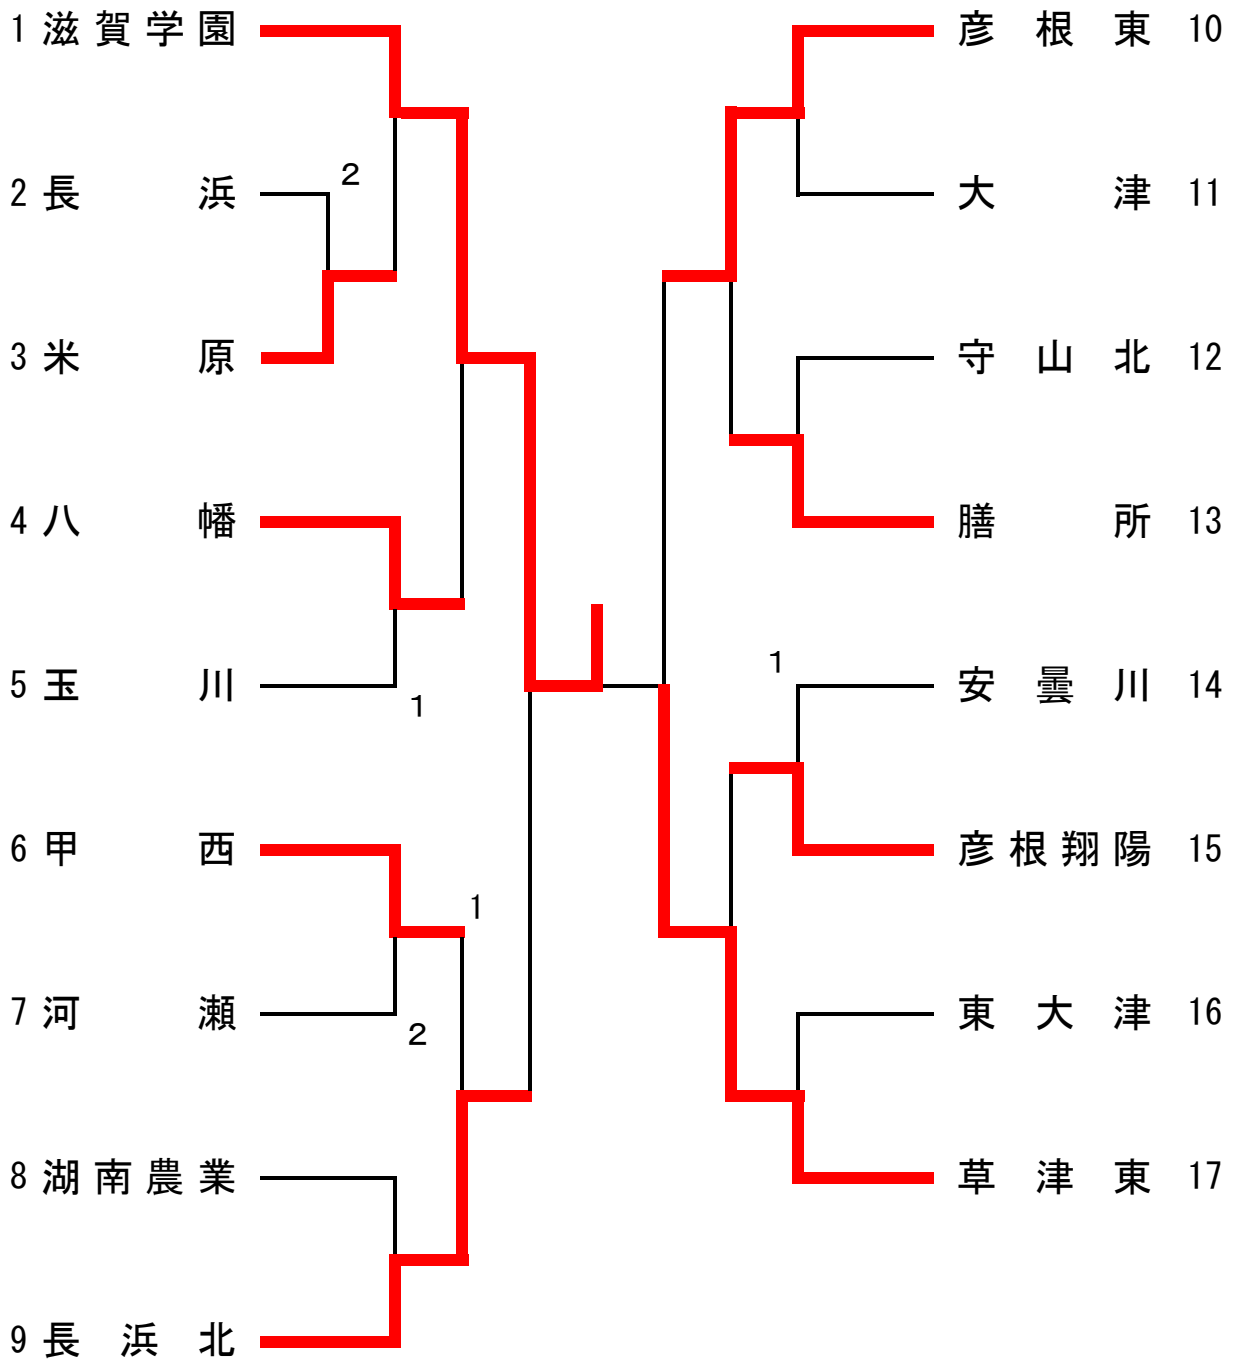 1 滋賀学園
2 長浜
2
3 米原
4 八幡
5 玉川
1
6 甲西
1
7 河瀬
2
8 湖南農業
9 長浜北
彦根東 10
大津 11
守山北 12
膳所 13
1
安曇川 14
彦根翔陽 15
東大津 16
草津東 17